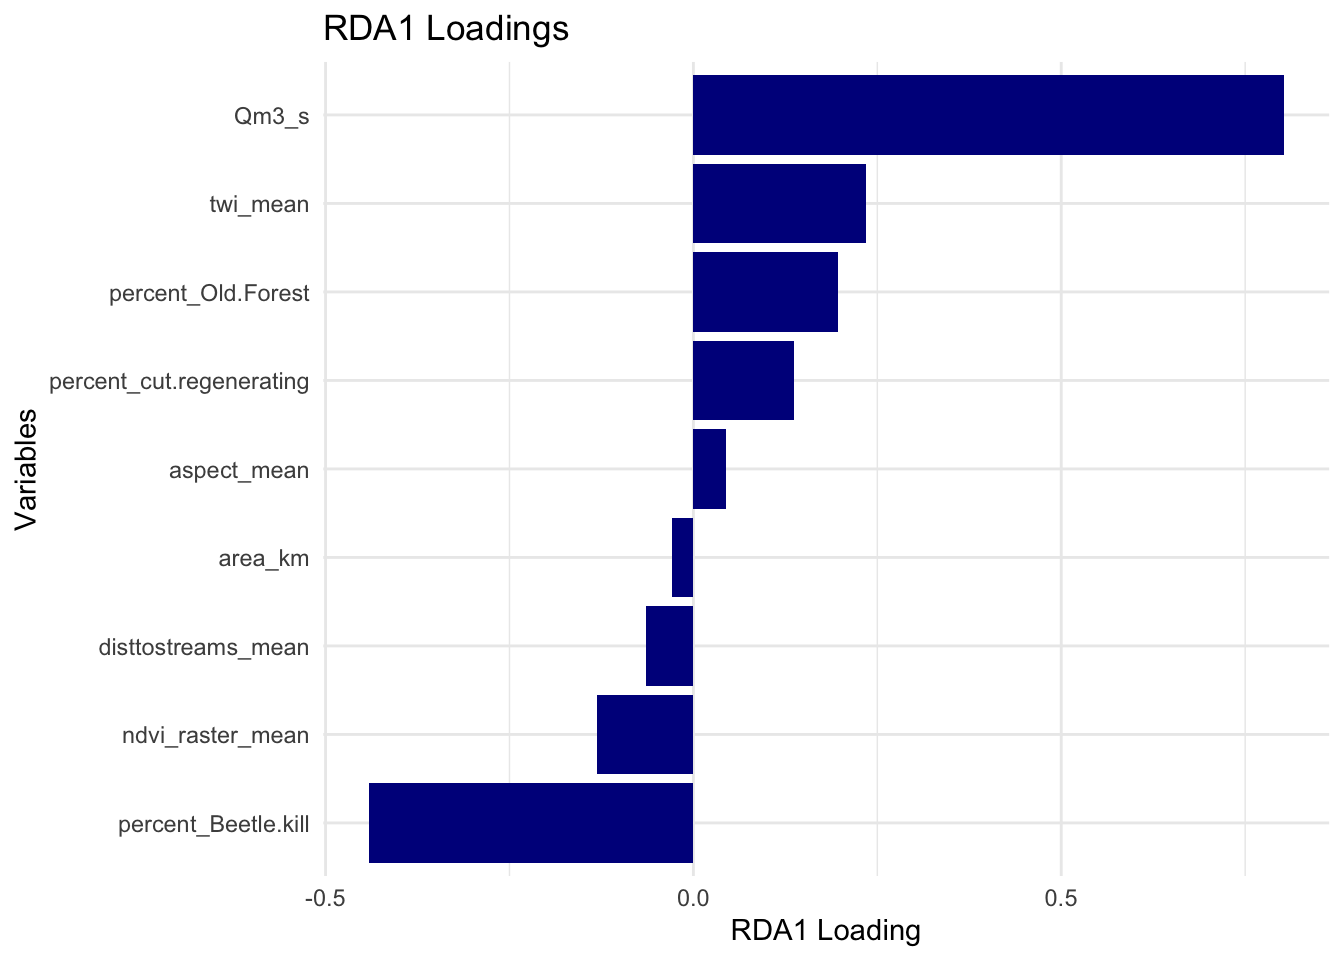 RDA1 Loadings
Qm3_s
twi_mean
percent_Old.Forest
percent_cut.regenerating
aspect_mean
area_km
disttostreams_mean
ndvi_raster_mean
percent_Beetle.kill
Variables
-0.5 0.0 0.5
RDA1 Loading